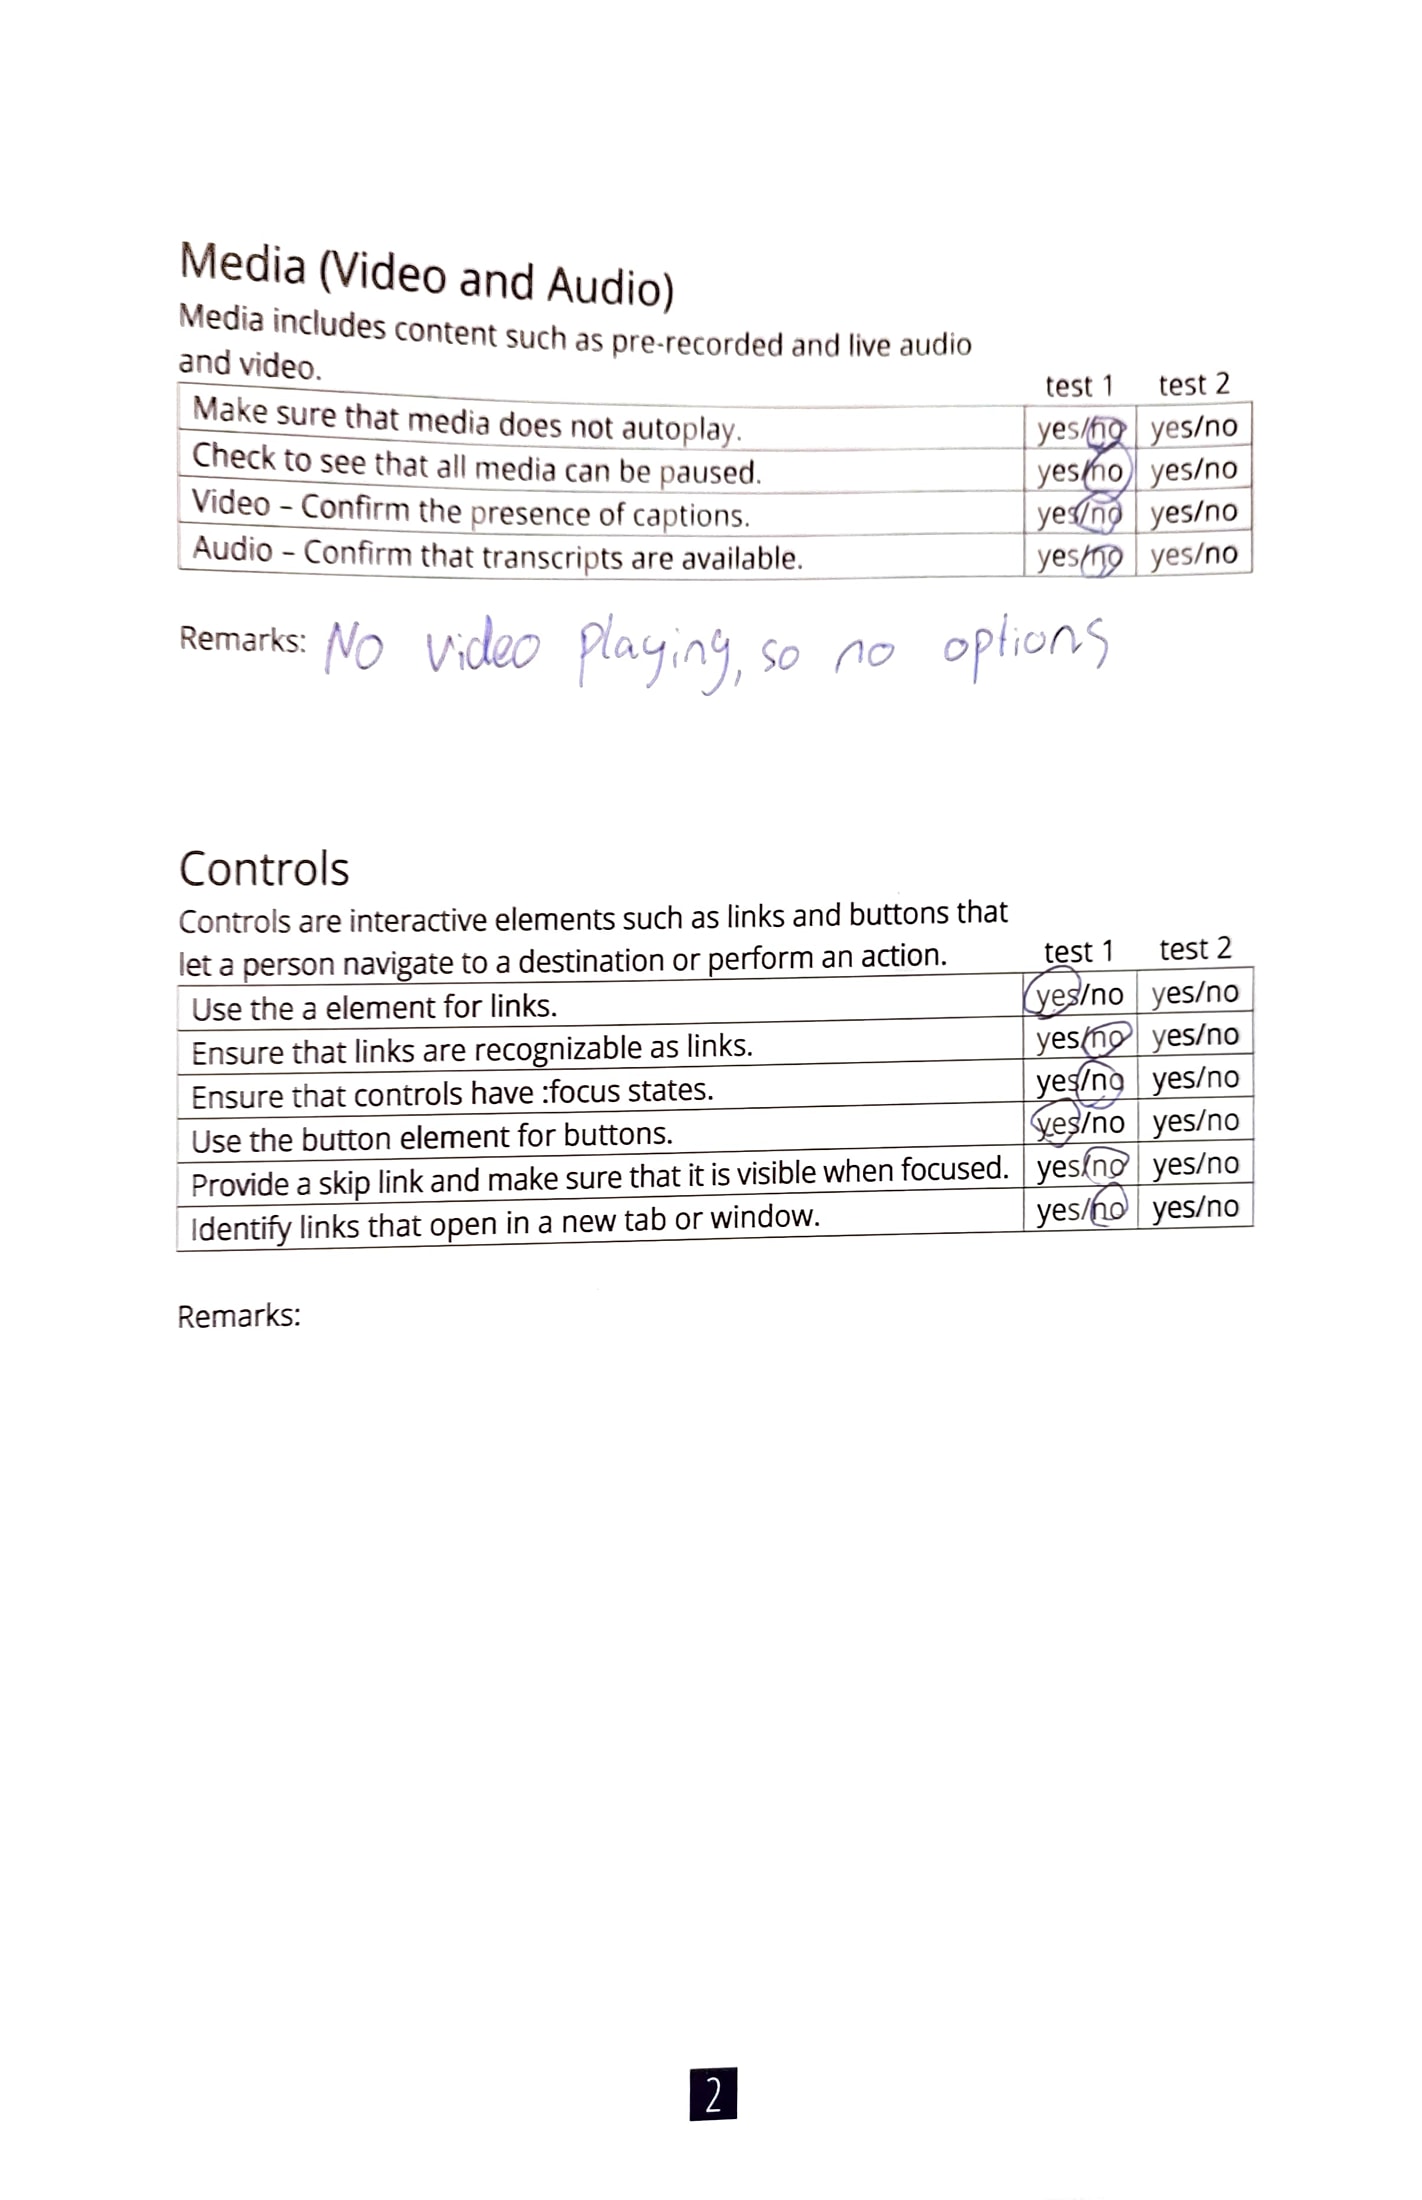 Media (Video and Audio)
Media includes content such as pre-recorded and live audio
and video.
test 1 test 2
Make sure that media does not autoplay. yes/no yes/no
Check to see that all media can be paused. yes/no yes/no
Video – Confirm the presence of captions. yes/no yes/no
Audio – Confirm that transcripts are available. yes/no yes/no
Remarks: No video playing, so no options
Controls
Controls are interactive elements such as links and buttons that
let a person navigate to a destination or perform an action.
test 1 test 2
Use the a element for links. yes/no yes/no
Ensure that links are recognizable as links. yes/no yes/no
Ensure that controls have :focus states. yes/no yes/no
Use the button element for buttons. yes/no yes/no
Provide a skip link and make sure that it is visible when focused. yes/no yes/no
Identify links that open in a new tab or window. yes/no yes/no
Remarks:
2